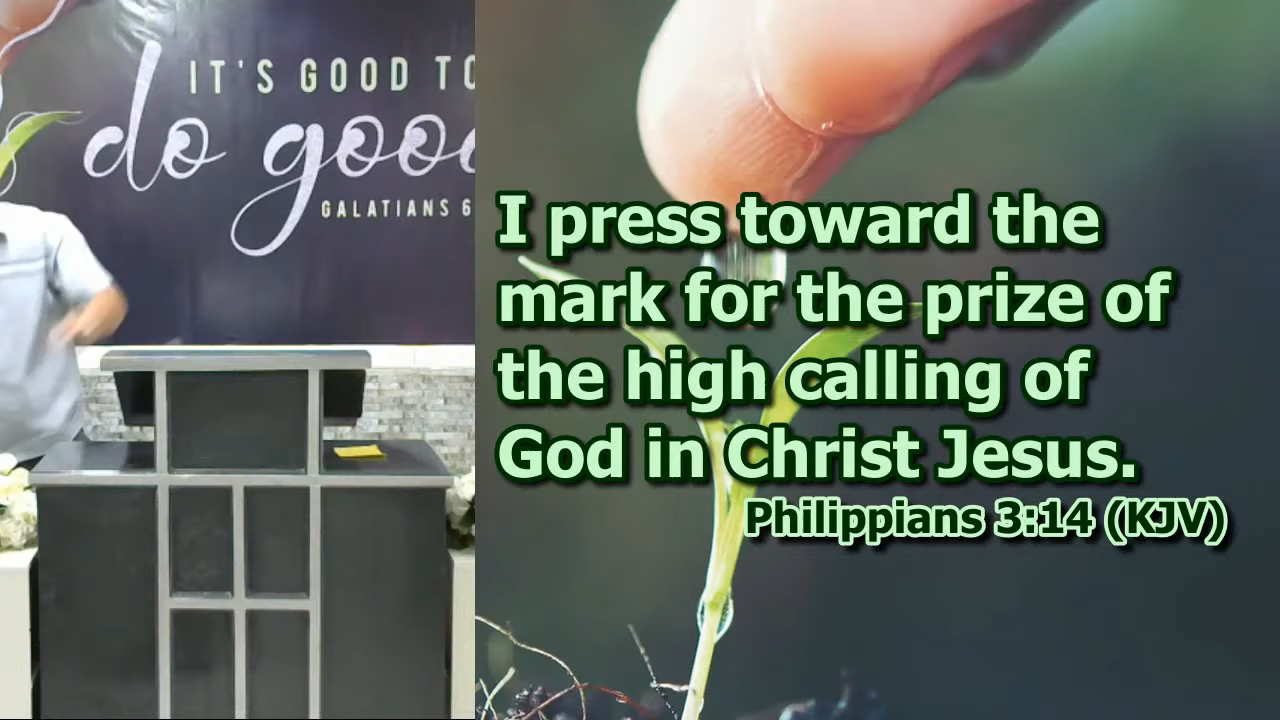 IT'S GOOD TO
do good
GALATIANS 6
I press toward the
mark for the prize of
the high calling of
God in Christ Jesus.
Philippians 3:14 (KJV)